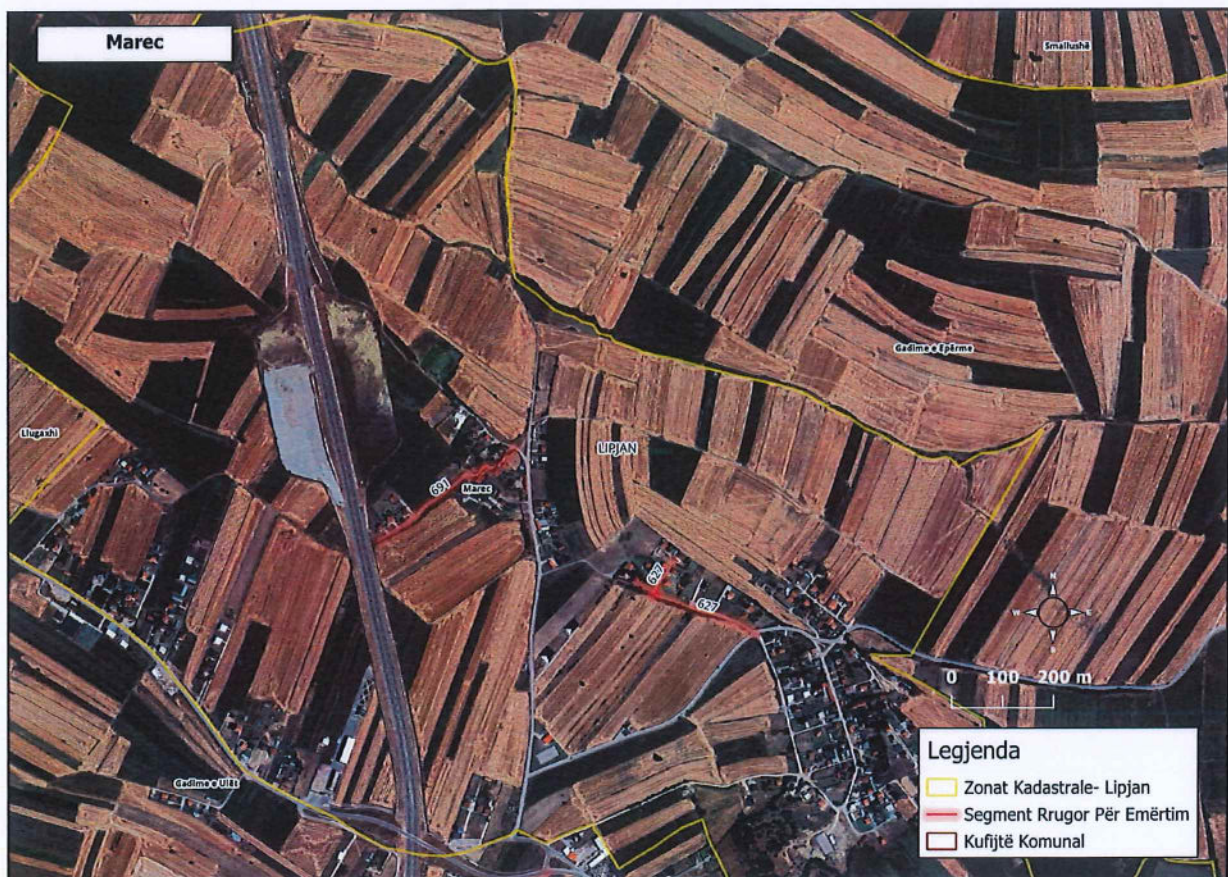 Marec
Smallushë
Gadime e Epërme
Llugaxhi
LIPJAN
691
Marec
627
627
N
W E
S
0 100 200 m
Gadime e Ulët
Legjenda
Zonat Kadastrale- Lipjan
Segment Rrugor Për Emërtim
Kufijtë Komunal